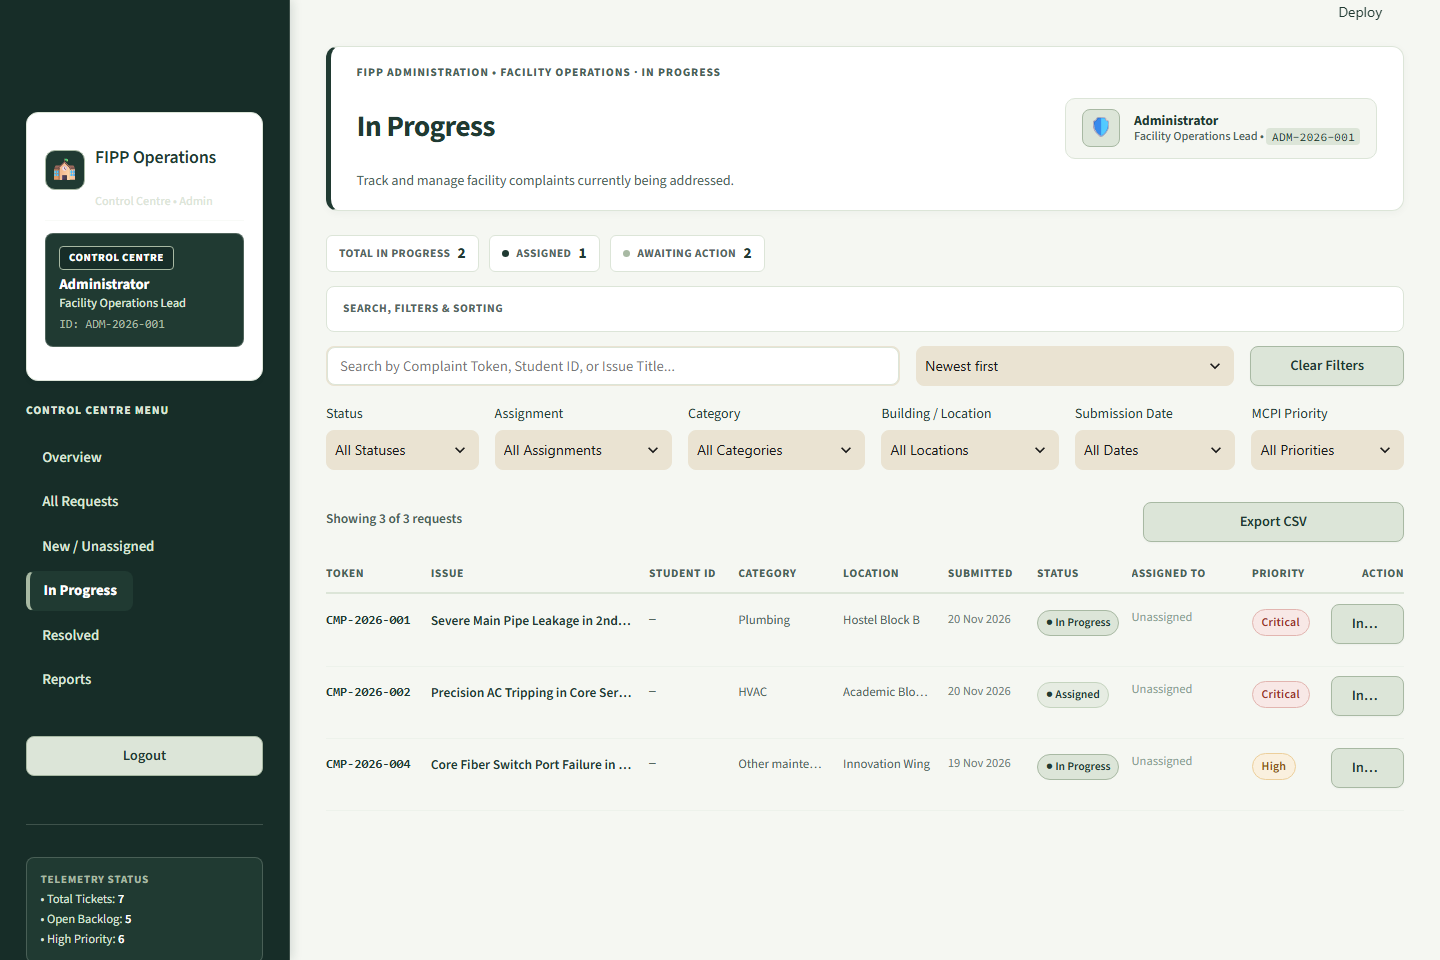 Deploy
FIPP Operations
Control Centre • Admin
CONTROL CENTRE
Administrator
Facility Operations Lead
ID: ADM-2026-001
CONTROL CENTRE MENU
Overview
All Requests
New / Unassigned
In Progress
Resolved
Reports
Logout
TELEMETRY STATUS
• Total Tickets: 7
• Open Backlog: 5
• High Priority: 6
FIPP ADMINISTRATION • FACILITY OPERATIONS · IN PROGRESS
In Progress
Administrator
Facility Operations Lead • ADM-2026-001
Track and manage facility complaints currently being addressed.
TOTAL IN PROGRESS 2 ● ASSIGNED 1 ● AWAITING ACTION 2
SEARCH, FILTERS & SORTING
Search by Complaint Token, Student ID, or Issue Title... Newest first Clear Filters
Status Assignment Category Building / Location Submission Date MCPI Priority
All Statuses All Assignments All Categories All Locations All Dates All Priorities
Showing 3 of 3 requests Export CSV
TOKEN ISSUE STUDENT ID CATEGORY LOCATION SUBMITTED STATUS ASSIGNED TO PRIORITY ACTION
CMP-2026-001 Severe Main Pipe Leakage in 2nd... — Plumbing Hostel Block B 20 Nov 2026 ● In Progress Unassigned Critical In...
CMP-2026-002 Precision AC Tripping in Core Ser... — HVAC Academic Blo... 20 Nov 2026 ● Assigned Unassigned Critical In...
CMP-2026-004 Core Fiber Switch Port Failure in ... — Other mainte... Innovation Wing 19 Nov 2026 ● In Progress Unassigned High In...